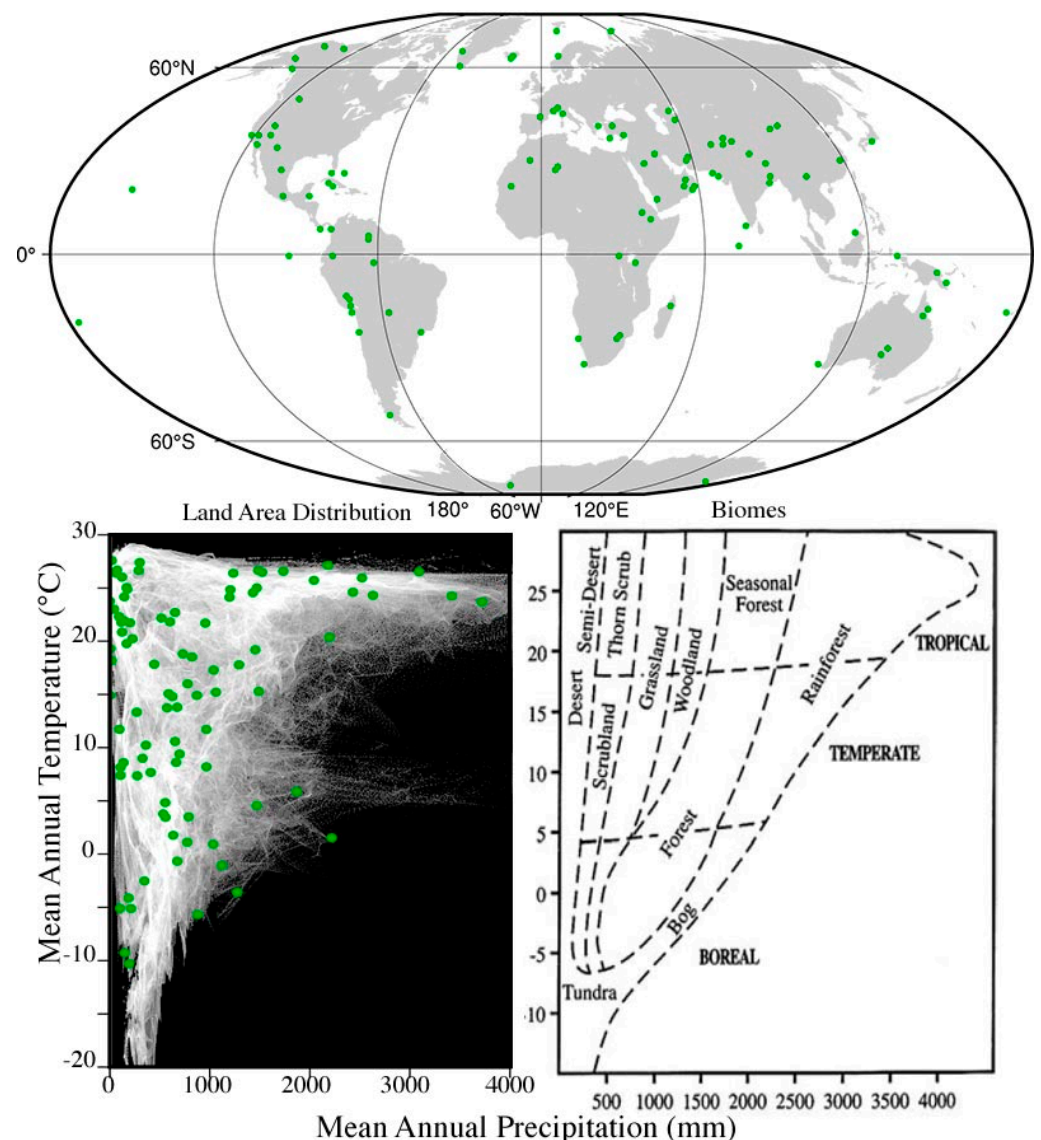 60°N
0°
60°S
180° 60°W 120°E
Land Area Distribution
Biomes
Mean Annual Temperature (°C)
30
20
10
0
-10
-20
0 1000 2000 3000 4000
25
20
15
10
5
0
-5
-10
Desert
Semi-Desert
Thorn Scrub
Scrubland
Grassland
Woodland
Seasonal
Forest
Rainforest
TROPICAL
TEMPERATE
Forest
Bog
BOREAL
Tundra
500 1000 1500 2000 2500 3000 3500 4000
Mean Annual Precipitation (mm)